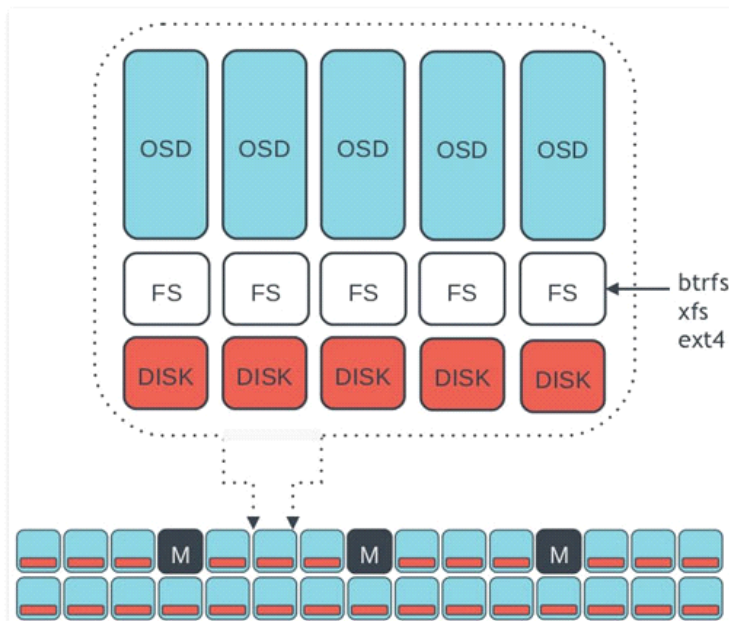 OSD OSD OSD OSD OSD
FS FS FS FS FS
btrfs
xfs
ext4
DISK DISK DISK DISK DISK
M M M